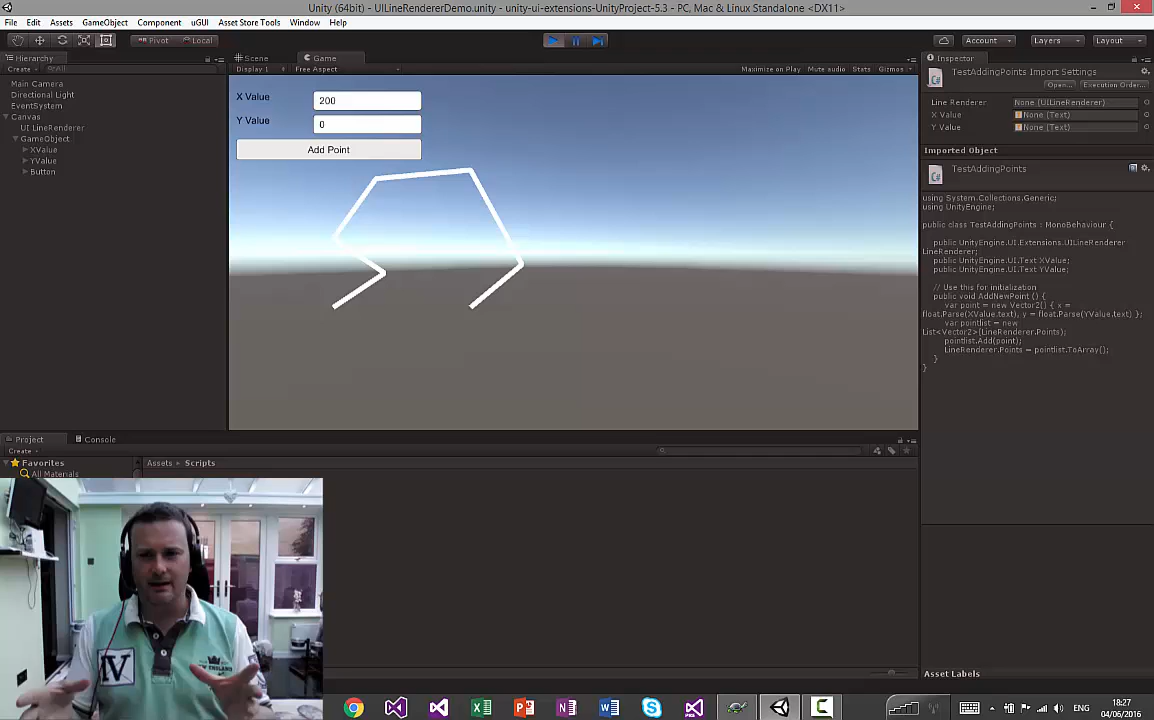 Unity (64bit) - UILineRendererDemo.unity - unity-ui-extensions-UnityProject-5.3 - PC, Mac & Linux Standalone <DX11>
File Edit Assets GameObject Component uGUI Asset Store Tools Window Help
Pivot Local Account Layers Layout
Hierarchy
Create All
Main Camera
Directional Light
EventSystem
Canvas
UI LineRenderer
GameObject
XValue
YValue
Button
Scene Game
Display 1 Free Aspect Maximize on Play Mute audio Stats Gizmos
X Value 200
Y Value 0
Add Point
Inspector
TestAddingPoints Import Settings
Open... Execution Order...
Line Renderer None (UILineRenderer)
X Value None (Text)
Y Value None (Text)
Imported Object
TestAddingPoints
using System.Collections.Generic;
using UnityEngine;
public class TestAddingPoints : MonoBehaviour {
public UnityEngine.UI.Extensions.UILineRenderer
LineRenderer;
public UnityEngine.UI.Text XValue;
public UnityEngine.UI.Text YValue;
// Use this for initialization
public void AddNewPoint () {
var point = new Vector2() { x =
float.Parse(XValue.text), y = float.Parse(YValue.text) };
var pointlist = new
List<Vector2>(LineRenderer.Points);
pointlist.Add(point);
LineRenderer.Points = pointlist.ToArray();
}
}
Project Console
Create
Favorites
All Materials
Assets Scripts
Asset Labels
ENG
18:27
04/06/2016